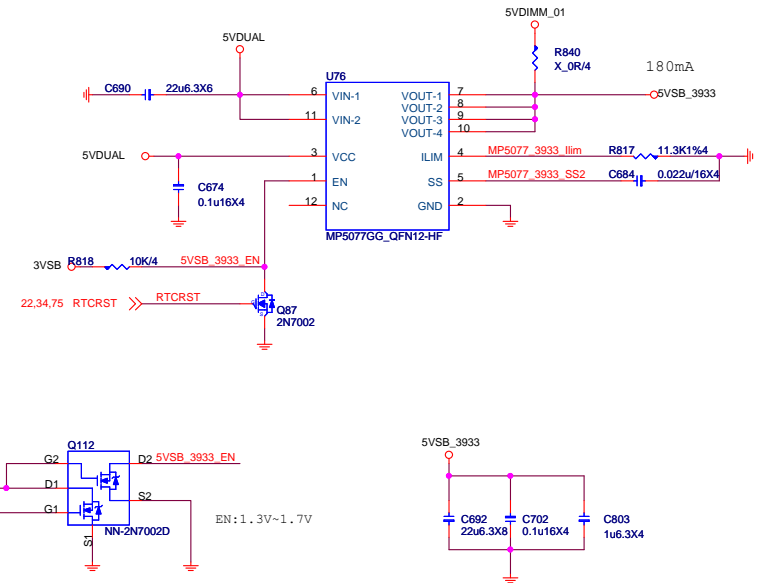 5VDIMM_01
5VDUAL
R840
X_0R/4
180mA
U76
C690
22u6.3X6
6
VIN-1
VOUT-1
7
5VSB_3933
VOUT-2
8
11
VIN-2
VOUT-3
9
VOUT-4
10
5VDUAL
3
VCC
ILIM
4
MP5077_3933_Ilim
R817
11.3K1%4
1
EN
SS
5
MP5077_3933_SS2
C684
0.022u/16X4
C674
0.1u16X4
12
NC
GND
2
MP5077GG_QFN12-HF
3VSB
R818
10K/4
5VSB_3933_EN
22,34,75
RTCRST
RTCRST
Q87
2N7002
Q112
G2
D2
5VSB_3933_EN
D1
S2
G1
S1
NN-2N7002D
EN:1.3V~1.7V
5VSB_3933
C692
22u6.3X8
C702
0.1u16X4
C803
1u6.3X4